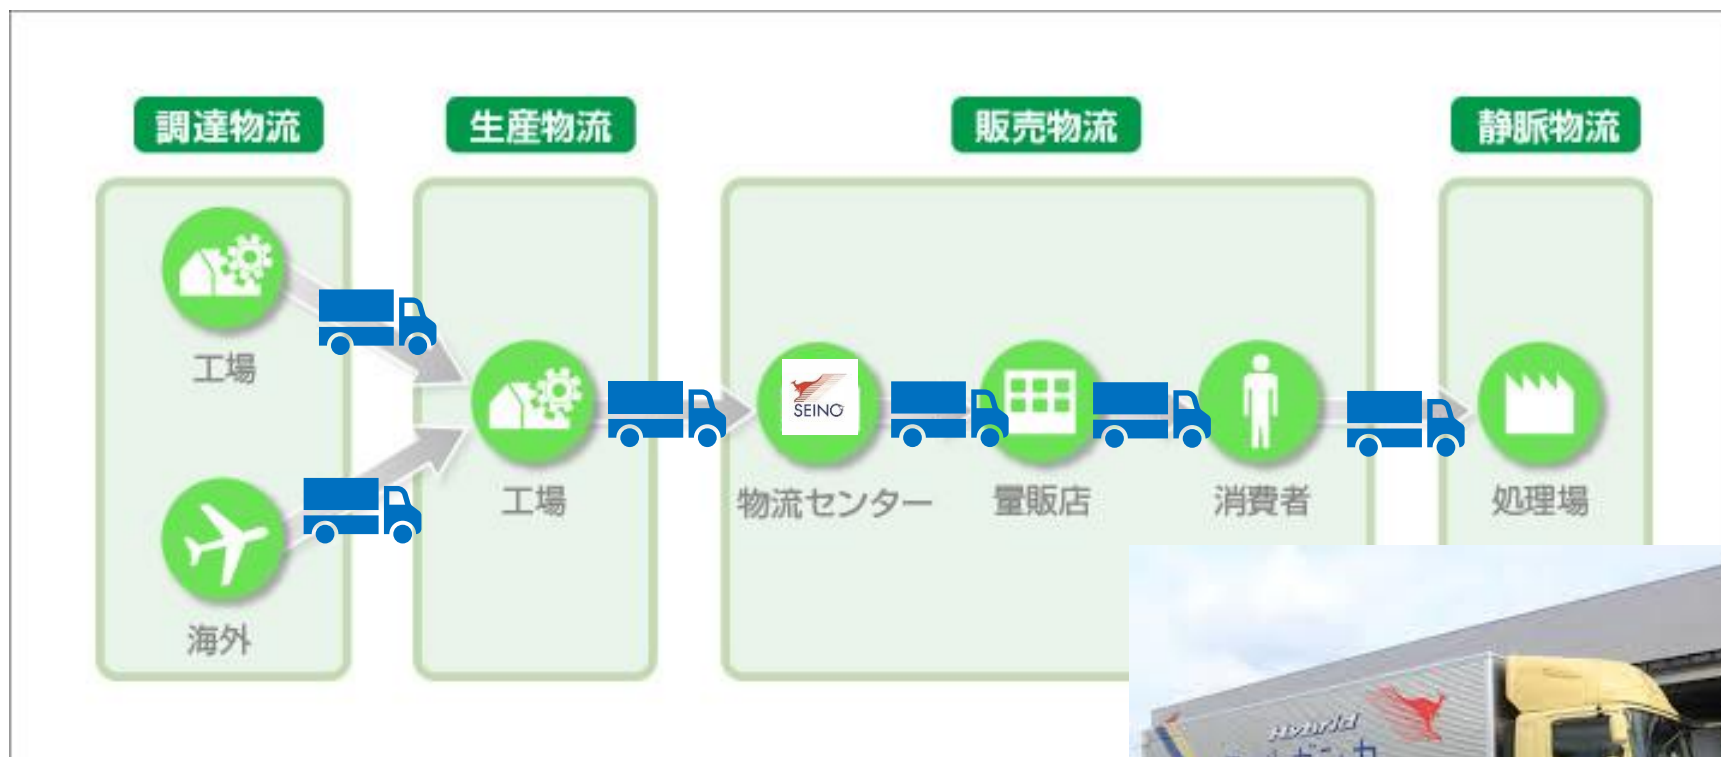 調達物流
生産物流
販売物流
静脈物流
工場
海外
工場
SEINO
物流センター
量販店
消費者
処理場
Hybrid